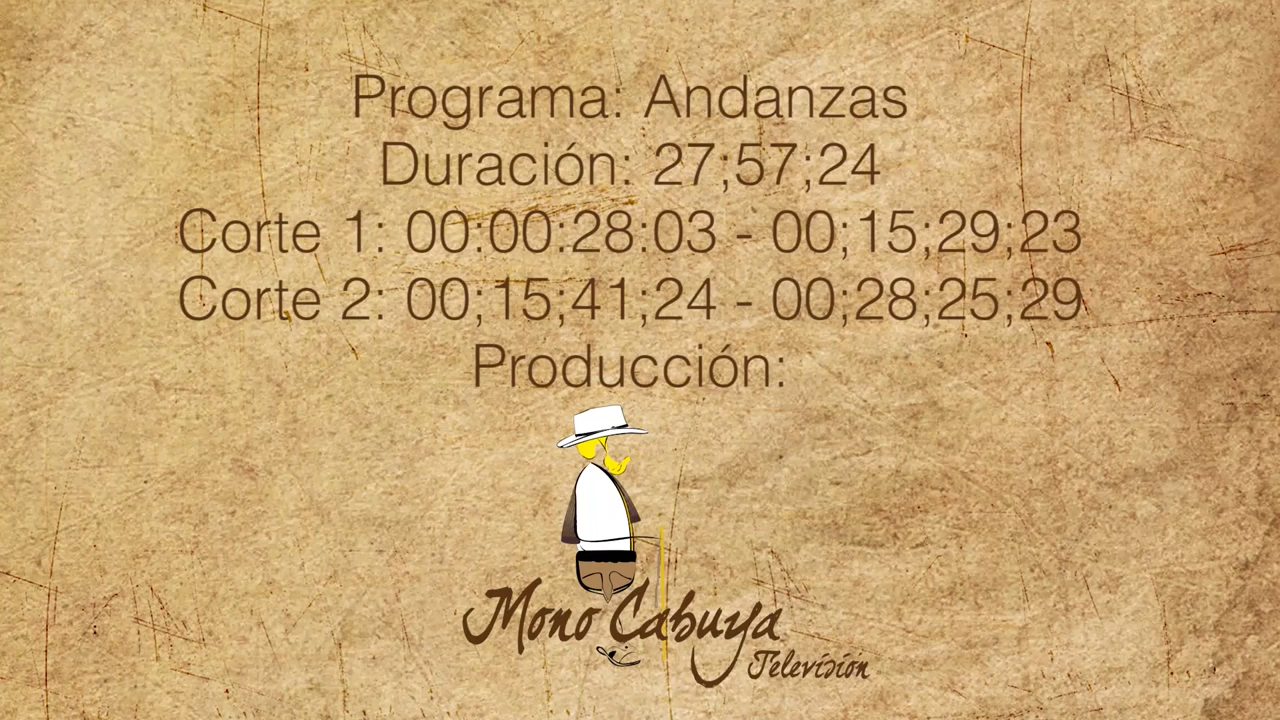 Programa: Andanzas
Duración: 27;57;24
Corte 1: 00:00:28:03 - 00;15;29;23
Corte 2: 00;15;41;24 - 00;28;25;29
Producción:
Mono Cabuya
Televisión